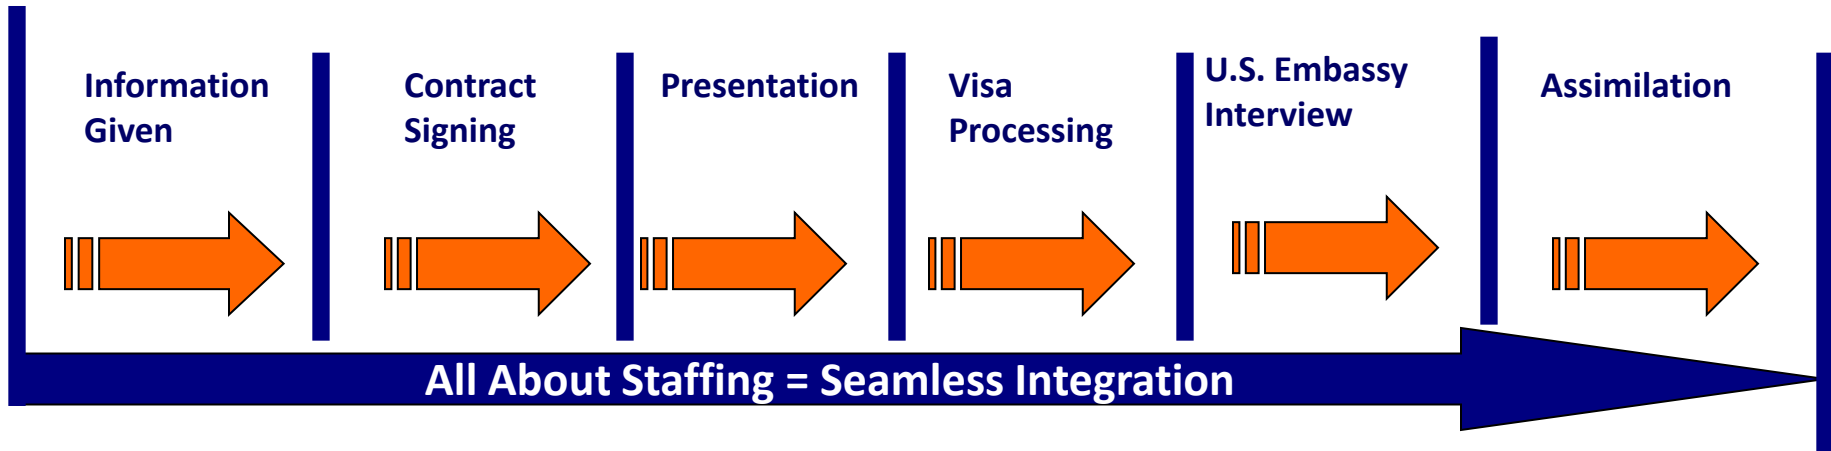 Information
Given
Contract
Signing
Presentation
Visa
Processing
U.S. Embassy
Interview
Assimilation
All About Staffing = Seamless Integration